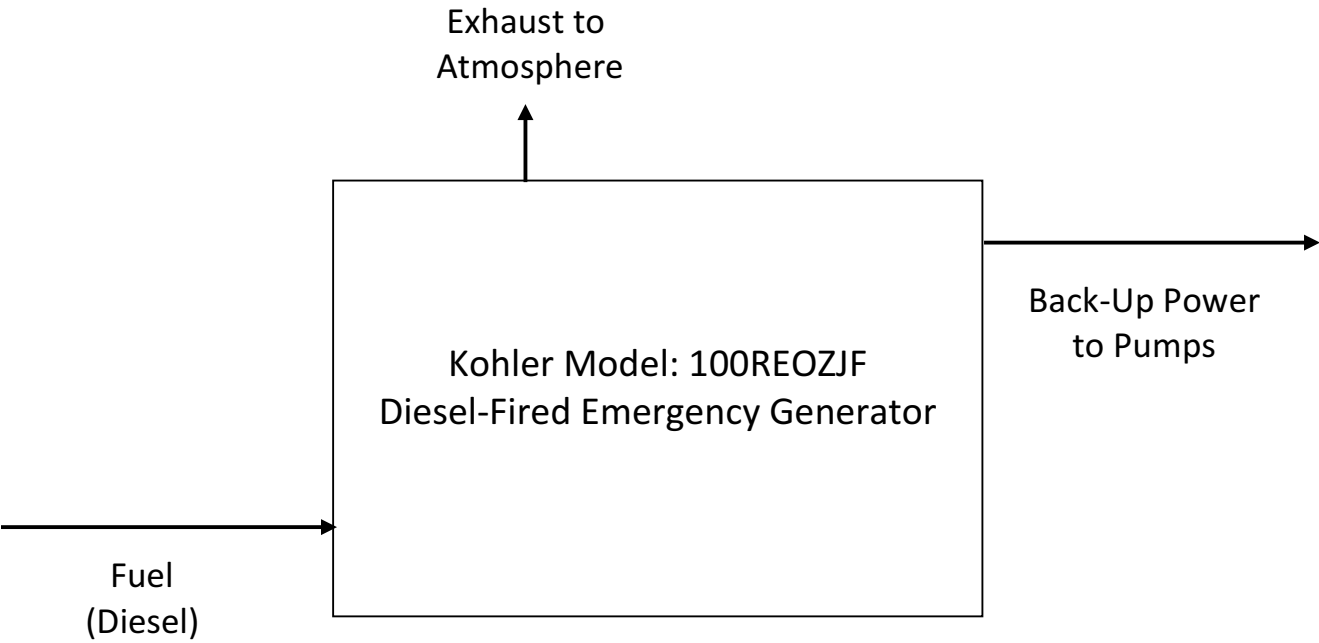 Exhaust to
Atmosphere
Back-Up Power
to Pumps
Kohler Model: 100REOZJF
Diesel-Fired Emergency Generator
Fuel
(Diesel)